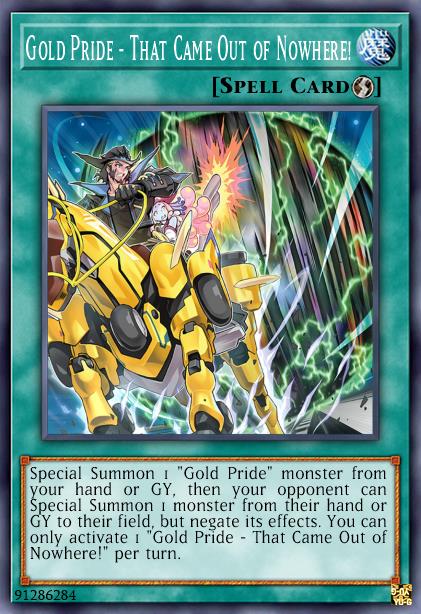 Gold Pride - That Came Out of Nowhere!
魔
[Spell Card]
Special Summon 1 "Gold Pride" monster from
your hand or GY, then your opponent can
Special Summon 1 monster from their hand or
GY to their field, but negate its effects. You can
only activate 1 "Gold Pride - That Came Out of
Nowhere!" per turn.
91286284